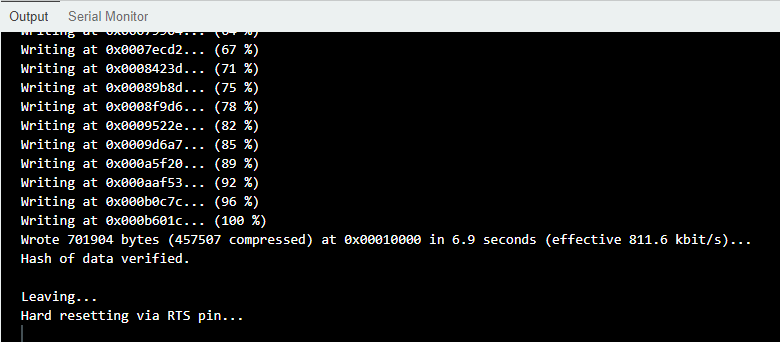 Output Serial Monitor
Writing at 0x0007ecd2... (67 %)
Writing at 0x0008423d... (71 %)
Writing at 0x00089b8d... (75 %)
Writing at 0x0008f9d6... (78 %)
Writing at 0x0009522e... (82 %)
Writing at 0x0009d6a7... (85 %)
Writing at 0x000a5f20... (89 %)
Writing at 0x000aaf53... (92 %)
Writing at 0x000b0c7c... (96 %)
Writing at 0x000b601c... (100 %)
Wrote 701904 bytes (457507 compressed) at 0x00010000 in 6.9 seconds (effective 811.6 kbit/s)...
Hash of data verified.
Leaving...
Hard resetting via RTS pin...